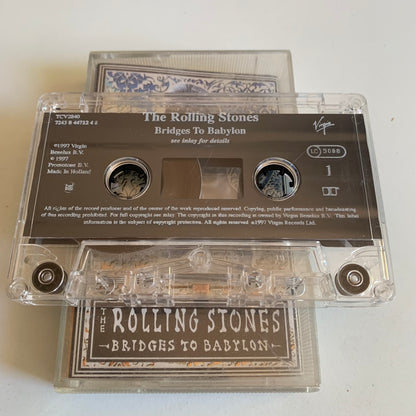 TCV2840
7243 8 44712 4 8
The Rolling Stones
Bridges To Babylon
see inlay for details
Virgin
℗1997 Virgin
Benelux B.V.
© 1997
Promotone B.V.
Made in Holland
LC 3098
1
All rights of the record producer and of the owner of the work reproduced reserved. Copying, public performance and broadcasting
of this recording prohibited. For full copyright see inlay. The copyright in this recording is owned by Virgin Benelux B.V. This label
information is the subject of copyright protection. All rights reserved ©1997 Virgin Records Ltd.
THE
ROLLING STONES
BRIDGES TO BABYLON